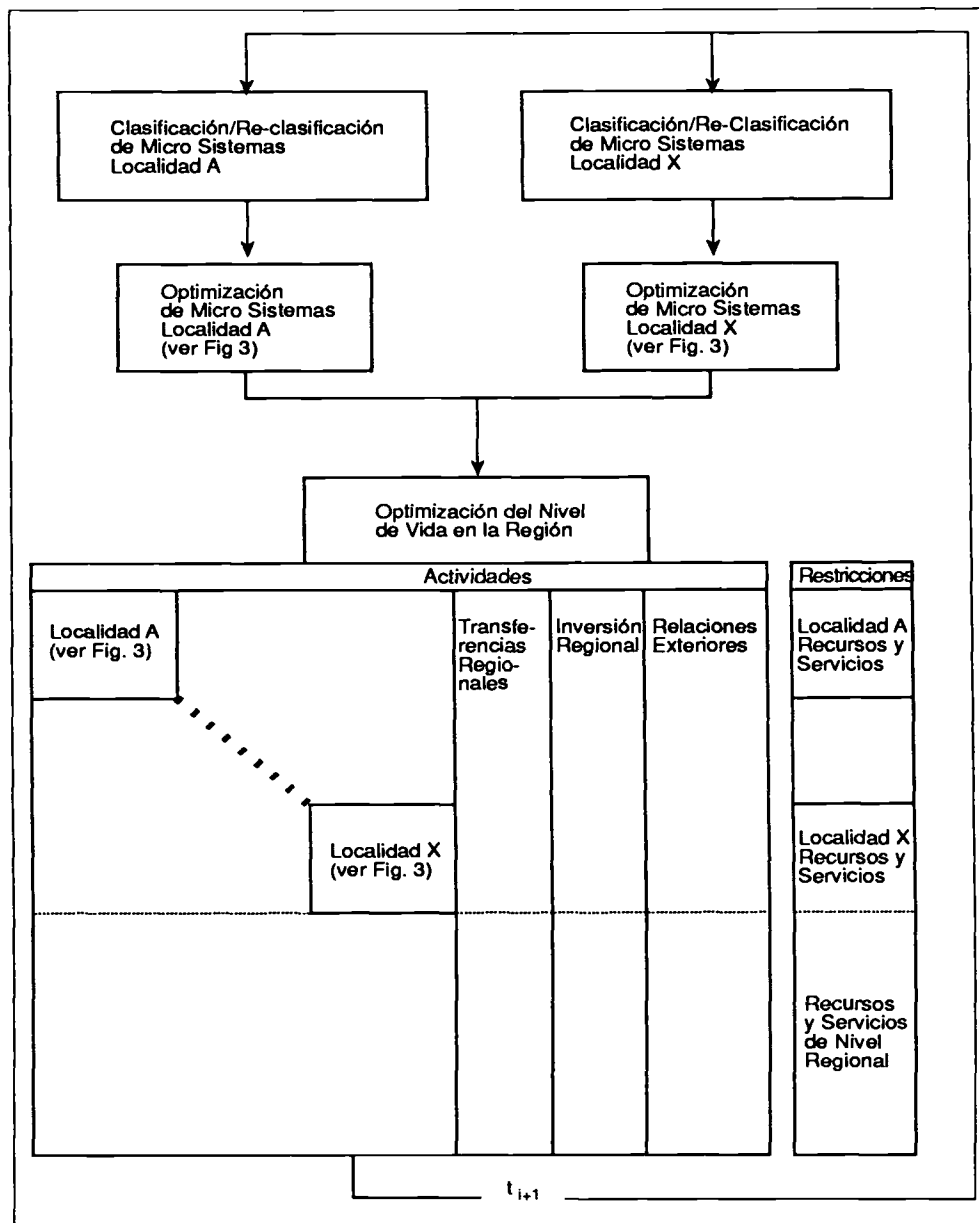 Clasificación/Re-clasificación
de Micro Sistemas
Localidad A
Clasificación/Re-Clasificación
de Micro Sistemas
Localidad X
Optimización
de Micro Sistemas
Localidad A
(ver Fig 3)
Optimización
de Micro Sistemas
Localidad X
(ver Fig. 3)
Optimización del Nivel
de Vida en la Región
Actividades
Restricciones
Localidad A
(ver Fig. 3)
Transfe-
rencias
Regio-
nales
Inversión
Regional
Relaciones
Exteriores
Localidad A
Recursos y
Servicios
Localidad X
(ver Fig. 3)
Localidad X
Recursos y
Servicios
Recursos
y Servicios
de Nivel
Regional
t i+1